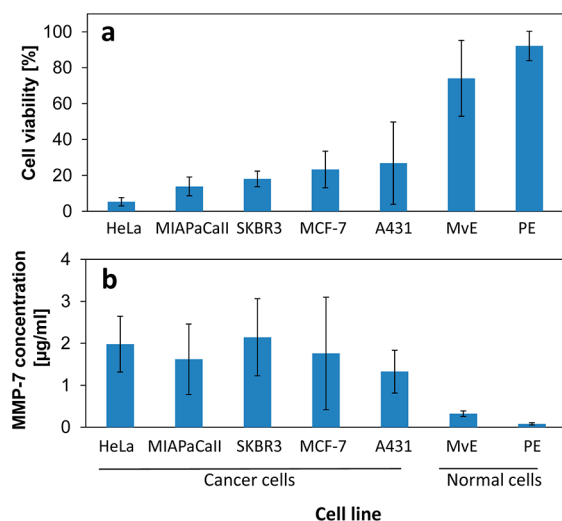 a
Cell viability [%]
100
80
60
40
20
0
HeLa MIAPaCaII SKBR3 MCF-7 A431 MvE PE
b
MMP-7 concentration
[µg/ml]
4
3
2
1
0
HeLa MIAPaCaII SKBR3 MCF-7 A431 MvE PE
Cancer cells Normal cells
Cell line